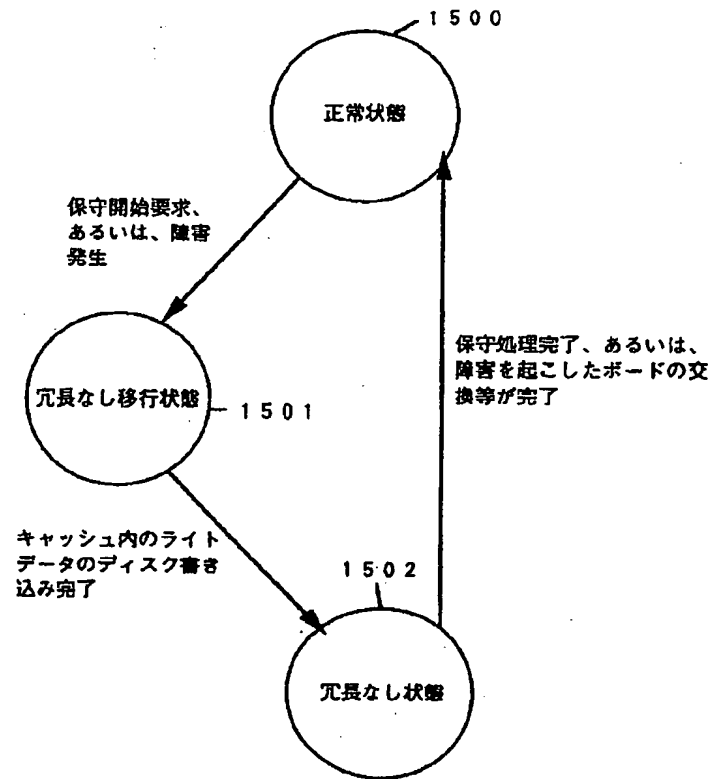 1500
正常状態
保守開始要求、
あるいは、障害
発生
冗長なし移行状態
1501
保守処理完了、あるいは、
障害を起こしたボードの交
換等が完了
キャッシュ内のライト
データのディスク書き
込み完了
1502
冗長なし状態